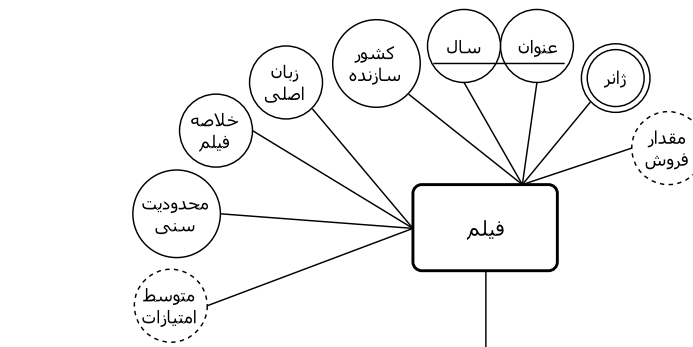 عنوان
سال
کشور
سازنده
ژانر
زبان
اصلی
مقدار
فروش
خلاصه
فیلم
محدودیت
سنی
فیلم
متوسط
امتیازات